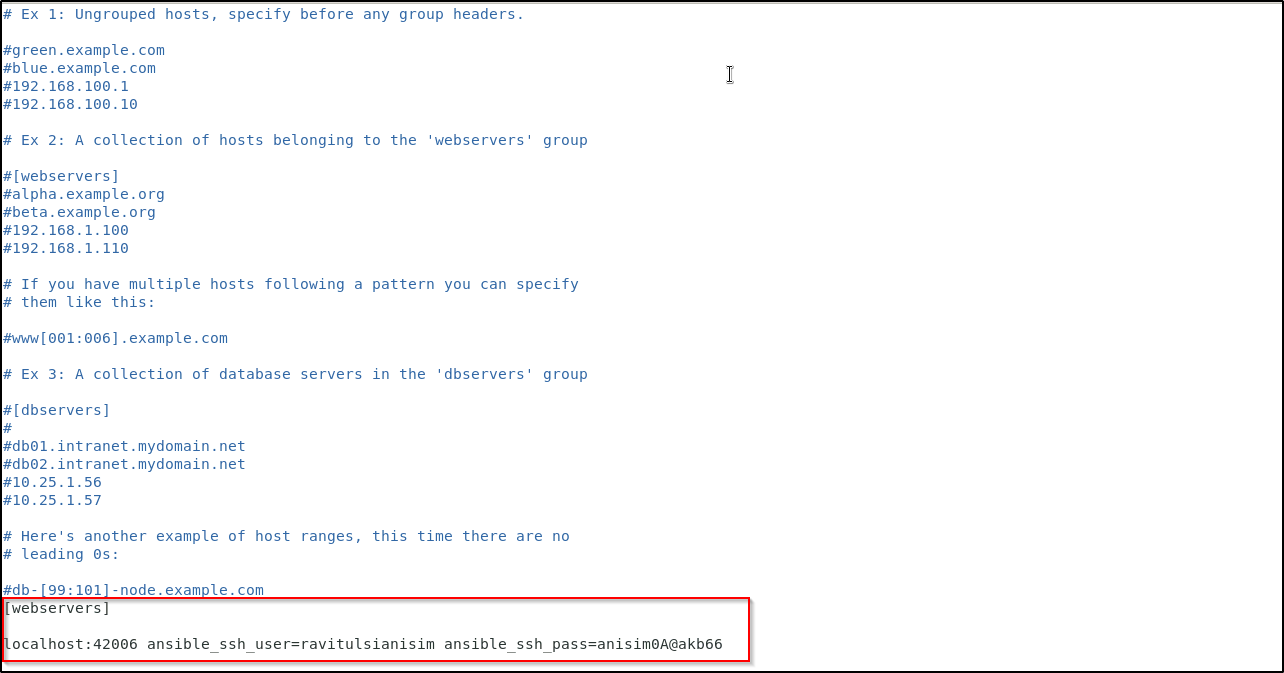 # Ex 1: Ungrouped hosts, specify before any group headers.
#green.example.com
#blue.example.com
#192.168.100.1
#192.168.100.10
# Ex 2: A collection of hosts belonging to the 'webservers' group
#[webservers]
#alpha.example.org
#beta.example.org
#192.168.1.100
#192.168.1.110
# If you have multiple hosts following a pattern you can specify
# them like this:
#www[001:006].example.com
# Ex 3: A collection of database servers in the 'dbservers' group
#[dbservers]
#
#db01.intranet.mydomain.net
#db02.intranet.mydomain.net
#10.25.1.56
#10.25.1.57
# Here's another example of host ranges, this time there are no
# leading 0s:
#db-[99:101]-node.example.com
[webservers]
localhost:42006 ansible_ssh_user=ravitulsianisim ansible_ssh_pass=anisim0A@akb66